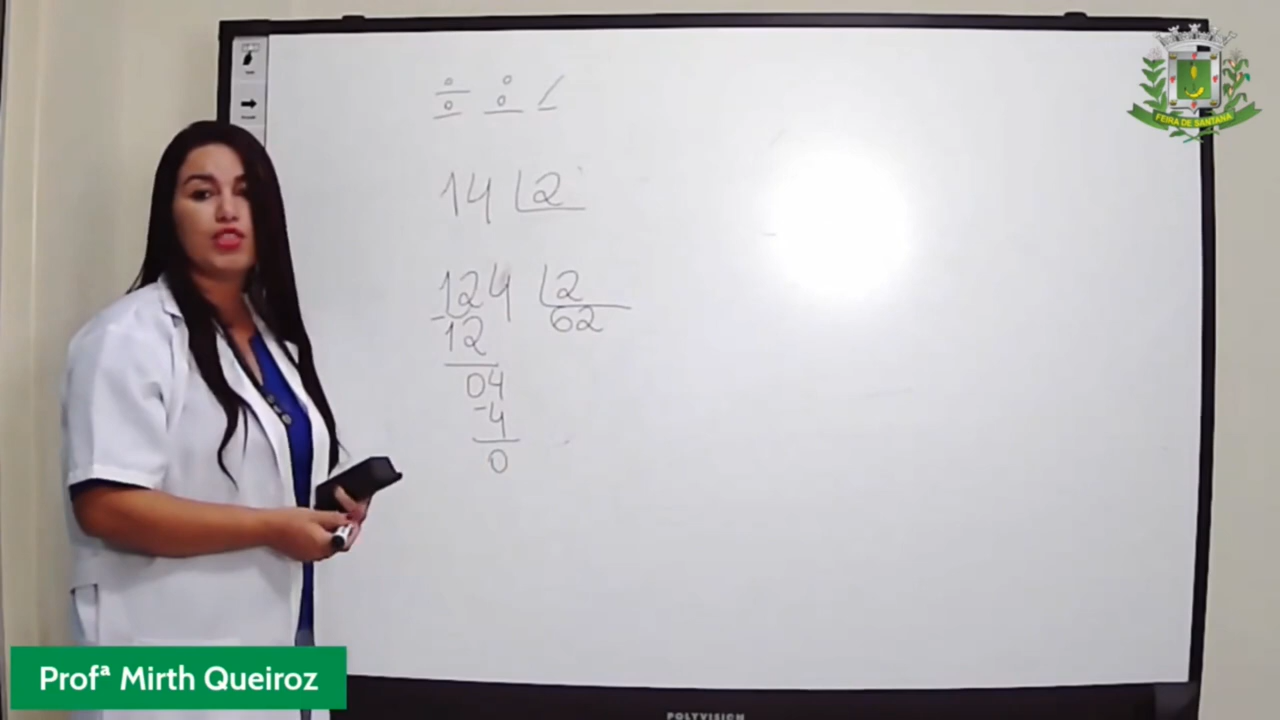 ÷ : /
14 2
124 2
-12 62
04
-4
0
FEIRA DE SANTANA
Profª Mirth Queiroz
POLYVISION